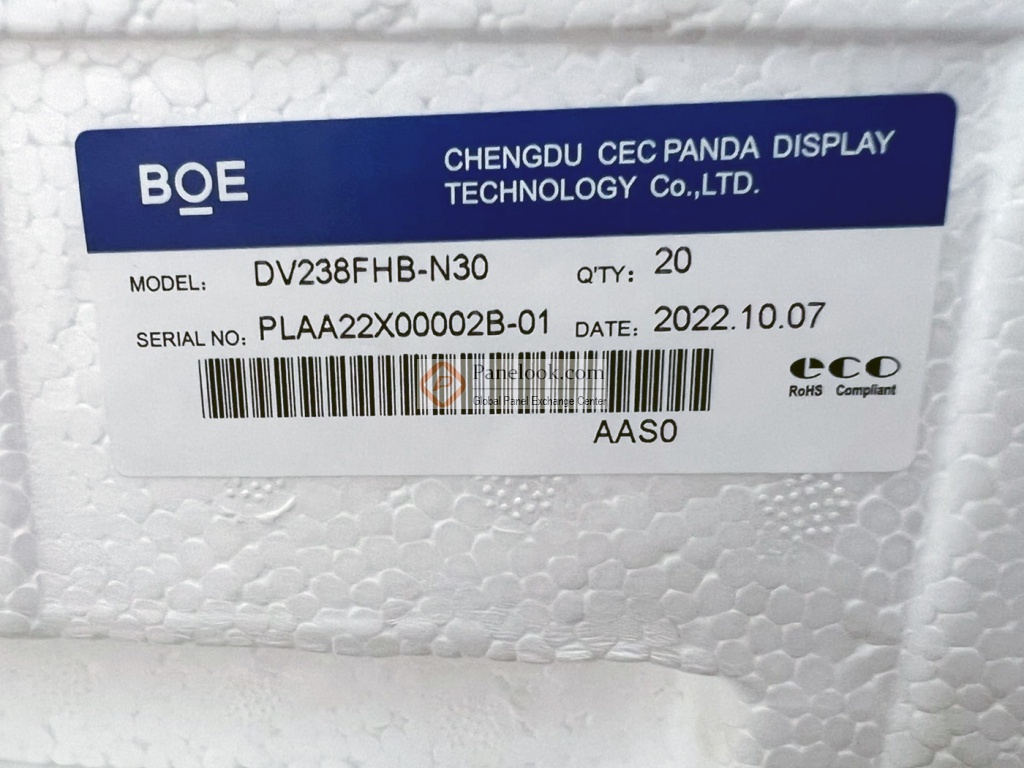 BOE
CHENGDU CEC PANDA DISPLAY
TECHNOLOGY Co.,LTD.
MODEL: DV238FHB-N30 Q'TY: 20
SERIAL NO: PLAA22X00002B-01 DATE: 2022.10.07
Panelook.com
Global Panel Exchange Center
eco
RoHS Compliant
AAS0